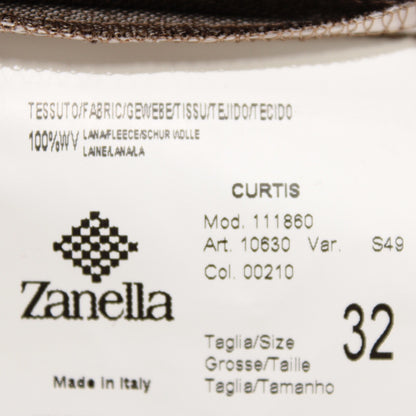 TESSUTO/FABRIC/GEWEBE/TISSU/TEJIDO/TECIDO
100%WV LANA/FLEECE/SCHUR WOLLE
LAINE/LANA/LA
CURTIS
Mod. 111860
Art. 10630 Var. S49
Col. 00210
Zanella
32
Taglia/Size
Grosse/Taille
Taglia/Tamanho
Made in Italy